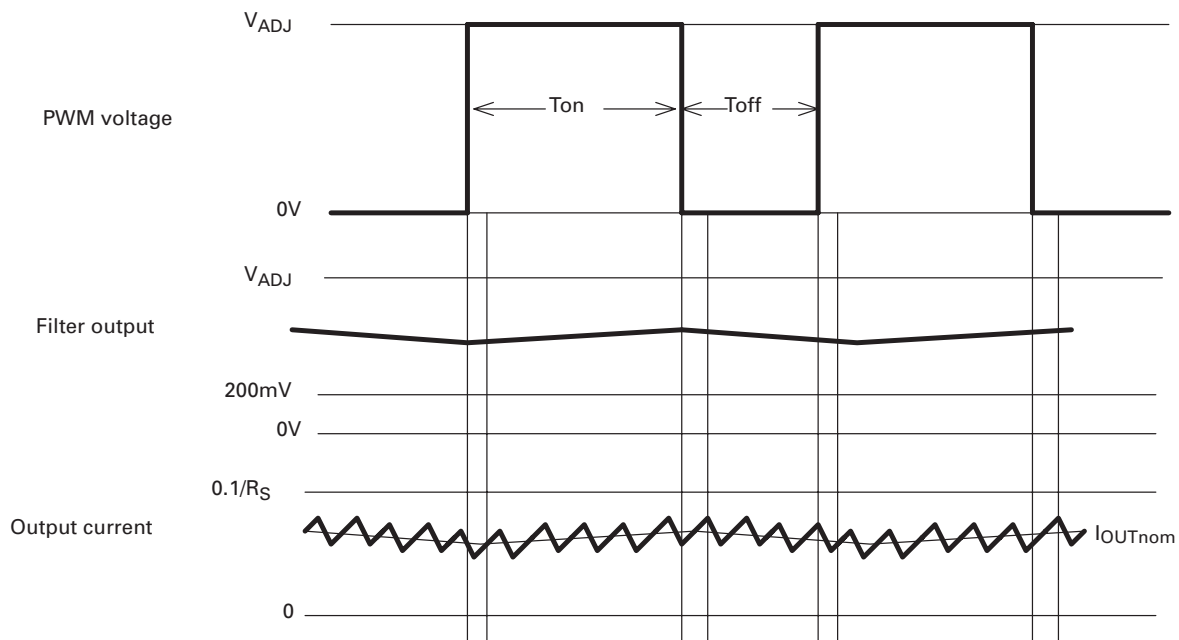 VADJ
PWM voltage
Ton
Toff
0V
VADJ
Filter output
200mV
0V
0.1/RS
Output current
IOUTnom
0